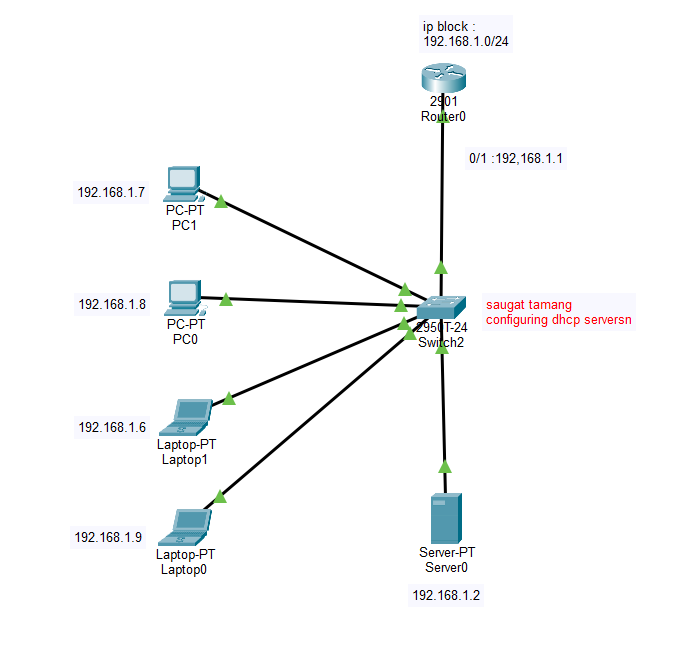 ip block :
192.168.1.0/24
2901
Router0
0/1 :192,168.1.1
192.168.1.7
PC-PT
PC1
192.168.1.8
PC-PT
PC0
2950T-24
Switch2
saugat tamang
configuring dhcp serversn
192.168.1.6
Laptop-PT
Laptop1
192.168.1.9
Laptop-PT
Laptop0
Server-PT
Server0
192.168.1.2